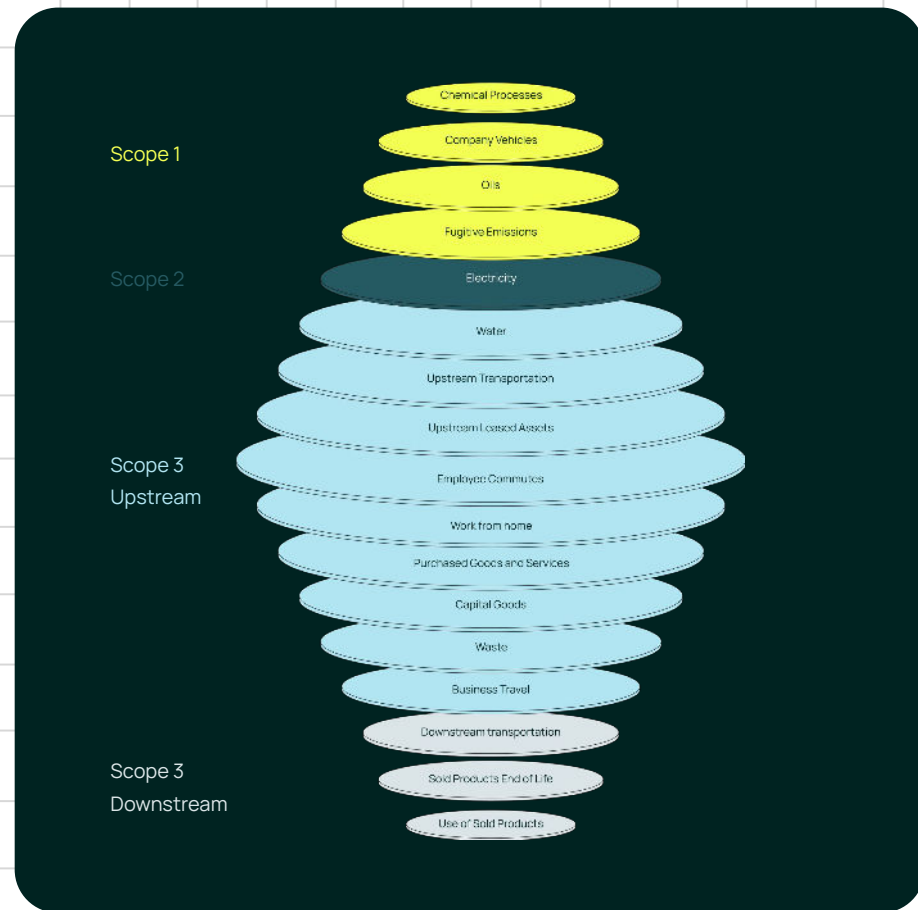 Chemical Processes
Scope 1
Company Vehicles
Oils
Fugitive Emissions
Scope 2
Electricity
Water
Upstream Transportation
Upstream Leased Assets
Scope 3
Upstream
Employee Commutes
Work from home
Purchased Goods and Services
Capital Goods
Waste
Business Travel
Downstream transportation
Scope 3
Downstream
Sold Products End of Life
Use of Sold Products